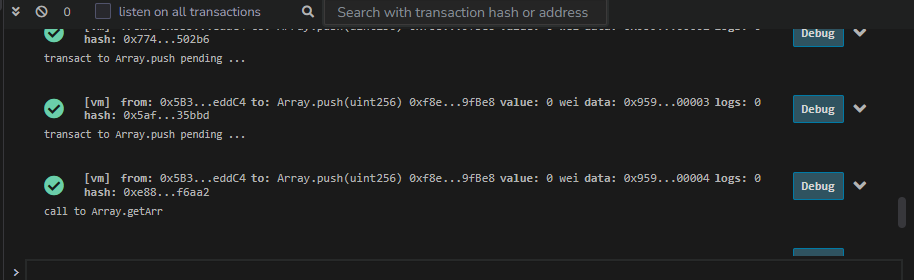 0 listen on all transactions Search with transaction hash or address
hash: 0x774...502b6 Debug
transact to Array.push pending ...
[vm] from: 0x5B3...eddC4 to: Array.push(uint256) 0xf8e...9fBe8 value: 0 wei data: 0x959...00003 logs: 0 Debug
hash: 0x5af...35bbd
transact to Array.push pending ...
[vm] from: 0x5B3...eddC4 to: Array.push(uint256) 0xf8e...9fBe8 value: 0 wei data: 0x959...00004 logs: 0 Debug
hash: 0xe88...f6aa2
call to Array.getArr
>